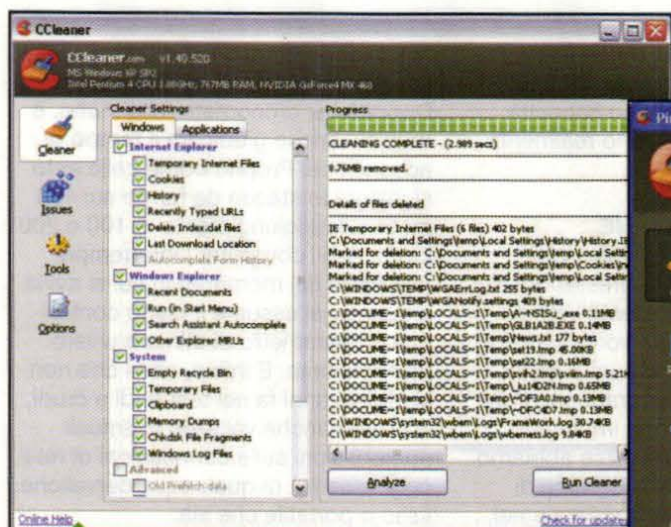 CCleaner
CCleaner.com v1.40.520
MS Windows XP SP2
Intel Pentium 4 CPU 1.80GHz, 767MB RAM, NVIDIA GeForce4 MX 460
Cleaner
Issues
Tools
Options
Cleaner Settings
Windows
Applications
Internet Explorer
Temporary Internet Files
Cookies
History
Recently Typed URLs
Delete Index.dat files
Last Download Location
Autocomplete Form History
Windows Explorer
Recent Documents
Run (in Start Menu)
Search Assistant Autocomplete
Other Explorer MRUs
System
Empty Recycle Bin
Temporary Files
Clipboard
Memory Dumps
Chkdsk File Fragments
Windows Log Files
Advanced
Old Prefetch data
Progress
CLEANING COMPLETE - (2.989 secs)
8.76MB removed.
Details of files deleted
IE Temporary Internet Files (6 files) 402 bytes
C:\Documents and Settings\temp\Local Settings\History\History.IE
Marked for deletion: C:\Documents and Settings\temp\Local Settin
Marked for deletion: C:\Documents and Settings\temp\Cookies\in
Marked for deletion: C:\Documents and Settings\temp\Local Settin
C:\WINDOWS\TEMP\WGAErrLog.txt 255 bytes
C:\WINDOWS\TEMP\WGANotify.settings 409 bytes
C:\DOCUME~1\temp\LOCALS~1\Temp\A~NSISu_.exe 0.11MB
C:\DOCUME~1\temp\LOCALS~1\Temp\GLB1A2B.EXE 0.14MB
C:\DOCUME~1\temp\LOCALS~1\Temp\News.txt 177 bytes
C:\DOCUME~1\temp\LOCALS~1\Temp\set19.tmp 45.00KB
C:\DOCUME~1\temp\LOCALS~1\Temp\set22.tmp 0.16MB
C:\DOCUME~1\temp\LOCALS~1\Temp\svih2.tmp\sviim.tmp 5.21K
C:\DOCUME~1\temp\LOCALS~1\Temp\_iu14D2N.tmp 0.65MB
C:\DOCUME~1\temp\LOCALS~1\Temp\~DF3A0.tmp 0.13MB
C:\DOCUME~1\temp\LOCALS~1\Temp\~DFC4D7.tmp 0.13MB
C:\WINDOWS\system32\wbem\Logs\FrameWork.log 30.74KB
C:\WINDOWS\system32\wbem\Logs\wbemess.log 9.84KB
Analyze
Run Cleaner
Online Help
Check for updates